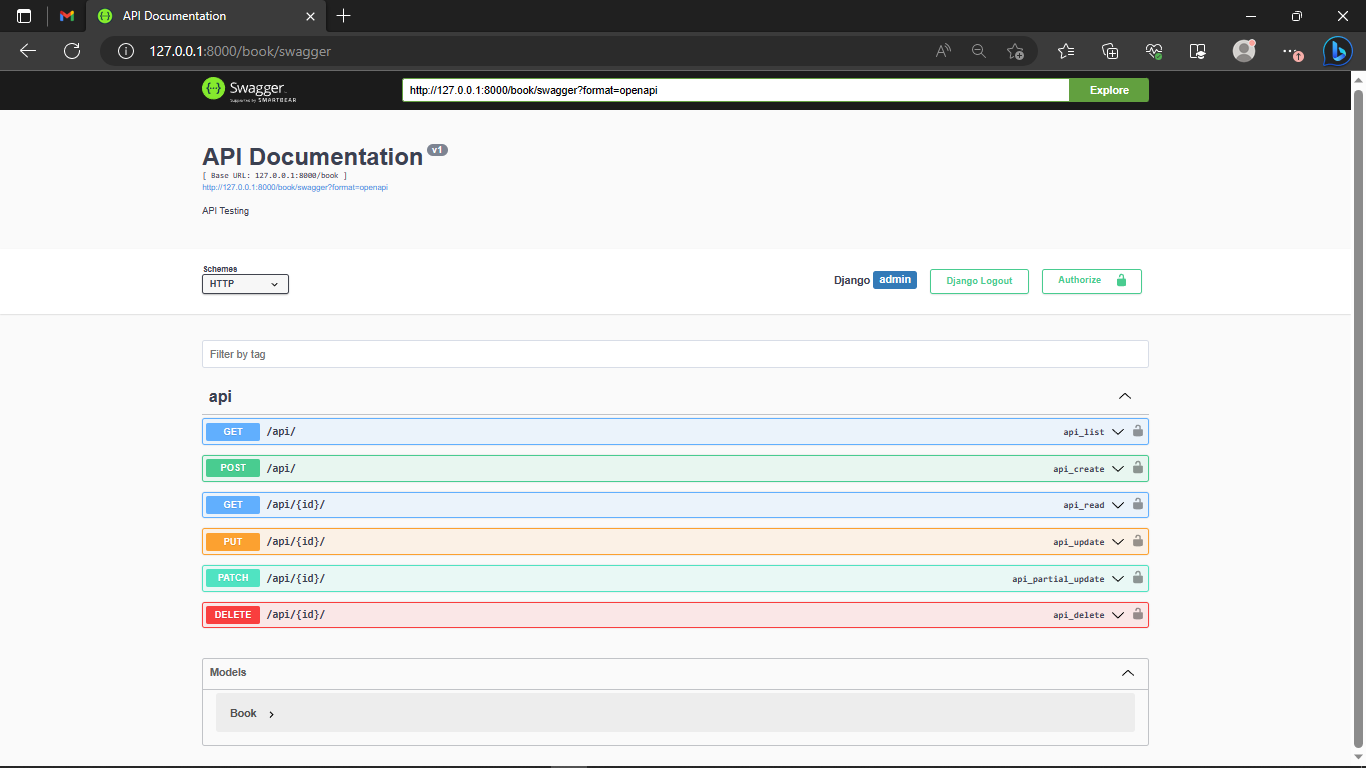 API Documentation
127.0.0.1:8000/book/swagger
Swagger
Supported by SMARTBEAR
http://127.0.0.1:8000/book/swagger?format=openapi
Explore
API Documentation v1
[ Base URL: 127.0.0.1:8000/book ]
http://127.0.0.1:8000/book/swagger?format=openapi
API Testing
Schemes
HTTP
Django admin
Django Logout
Authorize
Filter by tag
api
GET /api/ api_list
POST /api/ api_create
GET /api/{id}/ api_read
PUT /api/{id}/ api_update
PATCH /api/{id}/ api_partial_update
DELETE /api/{id}/ api_delete
Models
Book